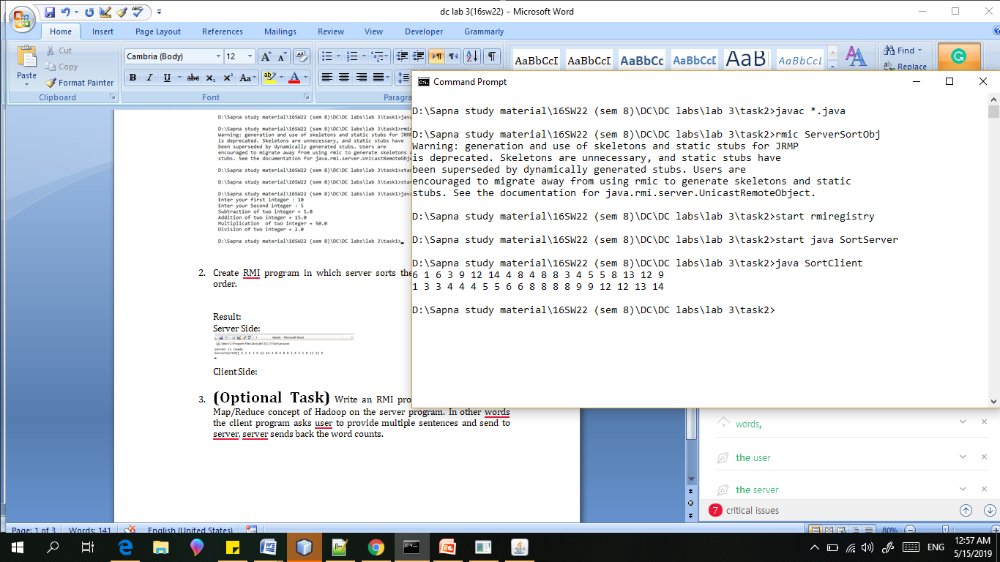 dc lab 3(16sw22) - Microsoft Word
Home Insert Page Layout References Mailings Review View Developer Grammarly
Paste
Cut
Copy
Format Painter
Clipboard
Cambria (Body) 12
Font
Paragra
AaBbCcI AaBbCcI AaBbCc AaBbCcI AaB AaBbCcI
Find
Replace
D:\Sapna study material\16SW22 (sem 8)\DC\DC labs\lab 3\task1>java
D:\Sapna study material\16SW22 (sem 8)\DC\DC labs\lab 3\task1>rmic
Warning: generation and use of skeletons and static stubs for JRMP
is deprecated. Skeletons are unnecessary, and static stubs have
been superseded by dynamically generated stubs. Users are
encouraged to migrate away from using rmic to generate skeletons a
stubs. See the documentation for java.rmi.server.UnicastRemoteObje
D:\Sapna study material\16SW22 (sem 8)\DC\DC labs\lab 3\task1>star
D:\Sapna study material\16SW22 (sem 8)\DC\DC labs\lab 3\task1>star
D:\Sapna study material\16SW22 (sem 8)\DC\DC labs\lab 3\task1>java
Enter your first integer : 10
Enter your Second integer : 5
Subtraction of two integer = 5.0
Addition of two integer = 15.0
Multiplication of two integer = 50.0
Division of two integer = 2.0
D:\Sapna study material\16SW22 (sem 8)\DC\DC labs\lab 3\task1>
2. Create RMI program in which server sorts the
order.
Result:
Server Side:
server is ready
ServerSortObj 6 1 6 3 9 12 14 4 8 4 8 8 3 4 5 5 8 13 12 9
Client Side:
3. (Optional Task) Write an RMI pro
Map/Reduce concept of Hadoop on the server program. In other words
the client program asks user to provide multiple sentences and send to
server, server sends back the word counts.
Command Prompt
D:\Sapna study material\16SW22 (sem 8)\DC\DC labs\lab 3\task2>javac *.java
D:\Sapna study material\16SW22 (sem 8)\DC\DC labs\lab 3\task2>rmic ServerSortObj
Warning: generation and use of skeletons and static stubs for JRMP
is deprecated. Skeletons are unnecessary, and static stubs have
been superseded by dynamically generated stubs. Users are
encouraged to migrate away from using rmic to generate skeletons and static
stubs. See the documentation for java.rmi.server.UnicastRemoteObject.
D:\Sapna study material\16SW22 (sem 8)\DC\DC labs\lab 3\task2>start rmiregistry
D:\Sapna study material\16SW22 (sem 8)\DC\DC labs\lab 3\task2>start java SortServer
D:\Sapna study material\16SW22 (sem 8)\DC\DC labs\lab 3\task2>java SortClient
6 1 6 3 9 12 14 4 8 4 8 8 3 4 5 5 8 13 12 9
1 3 3 4 4 4 5 5 6 6 8 8 8 8 9 9 12 12 13 14
D:\Sapna study material\16SW22 (sem 8)\DC\DC labs\lab 3\task2>
words,
the user
the server
7 critical issues
Page: 1 of 3 Words: 141 English (United States) 80%
ENG
12:57 AM
5/15/2019